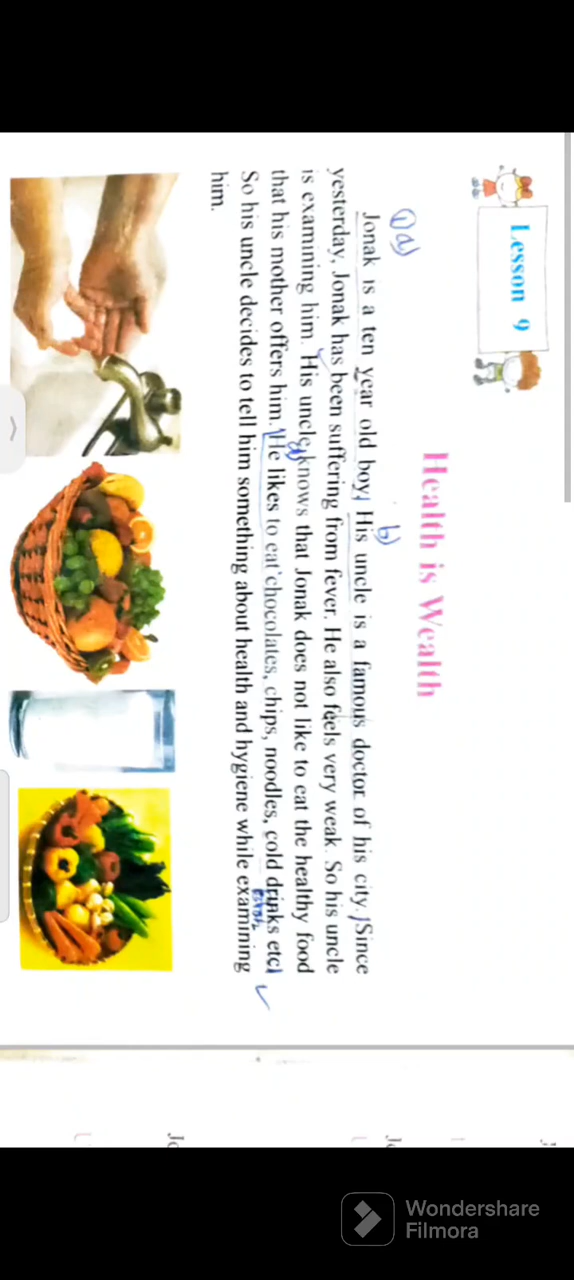 Lesson 9
Health is Wealth
1) a)
b)
Jonak is a ten year old boy. His uncle is a famous doctor of his city. Since
yesterday, Jonak has been suffering from fever. He also feels very weak. So his uncle
is examining him. His uncle knows that Jonak does not like to eat the healthy food
that his mother offers him. He likes to eat chocolates, chips, noodles, cold drinks etc.
So his uncle decides to tell him something about health and hygiene while examining
him.
Wondershare
Filmora